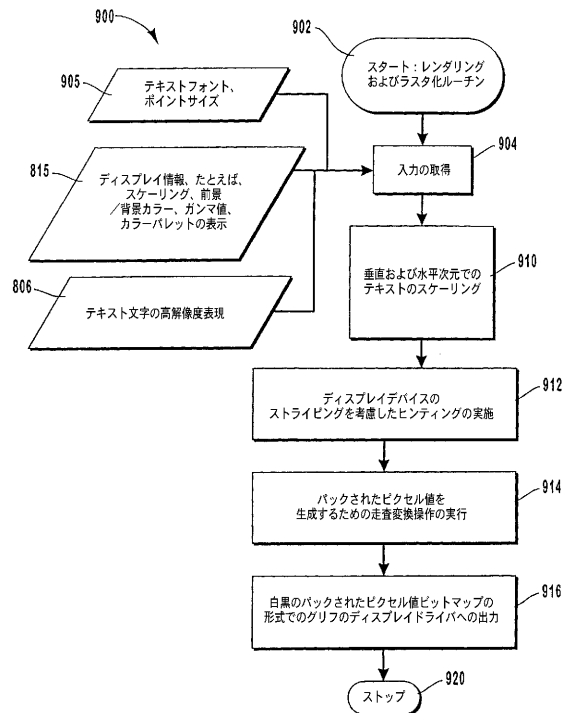 900
902
スタート：レンダリング
およびラスタ化ルーチン
905
テキストフォント、
ポイントサイズ
904
入力の取得
815
ディスプレイ情報、たとえば、
スケーリング、前景
／背景カラー、ガンマ値、
カラーパレットの表示
910
垂直および水平次元での
テキストのスケーリング
806
テキスト文字の高解像度表現
912
ディスプレイデバイスの
ストライピングを考慮したヒンティングの実施
914
パックされたピクセル値を
生成するための走査変換操作の実行
916
白黒のパックされたピクセル値ビットマップの
形式でのグリフのディスプレイドライバへの出力
920
ストップ